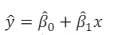 ŷ = β̂₀ + β̂₁x